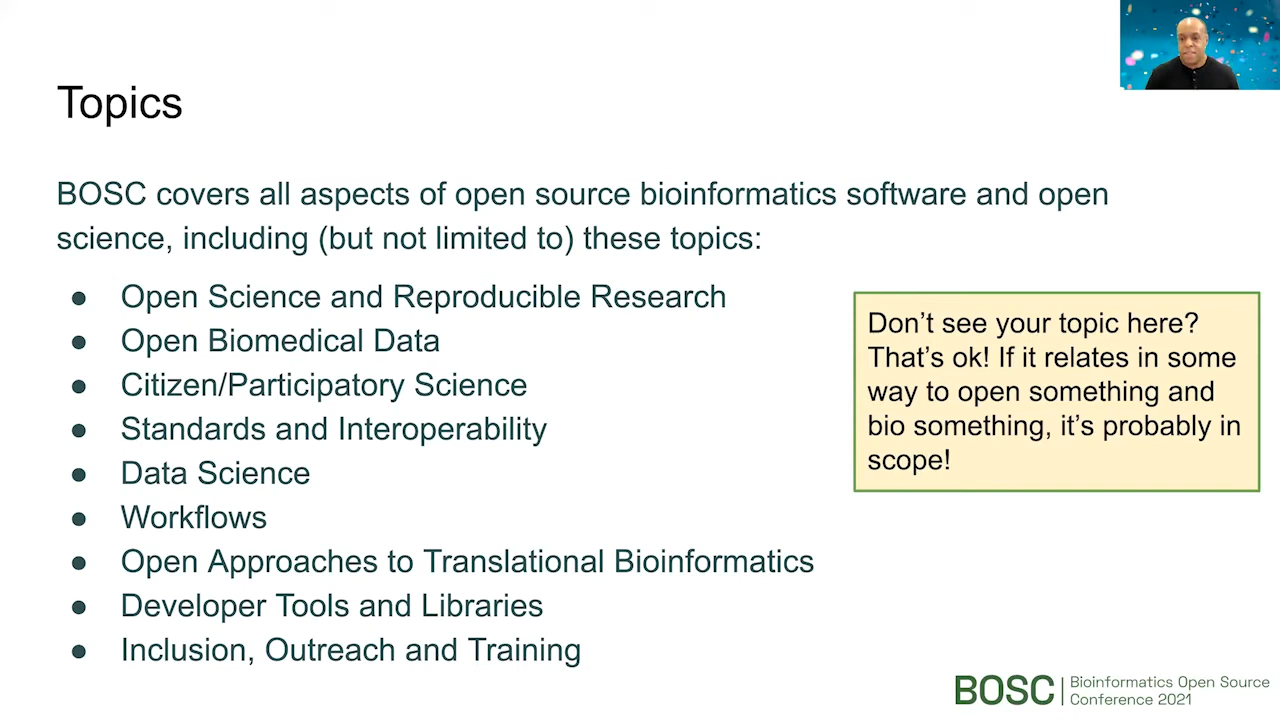 Topics
BOSC covers all aspects of open source bioinformatics software and open
science, including (but not limited to) these topics:
● Open Science and Reproducible Research
● Open Biomedical Data
● Citizen/Participatory Science
● Standards and Interoperability
● Data Science
● Workflows
● Open Approaches to Translational Bioinformatics
● Developer Tools and Libraries
● Inclusion, Outreach and Training
Don’t see your topic here?
That’s ok! If it relates in some
way to open something and
bio something, it’s probably in
scope!
BOSC | Bioinformatics Open Source
Conference 2021